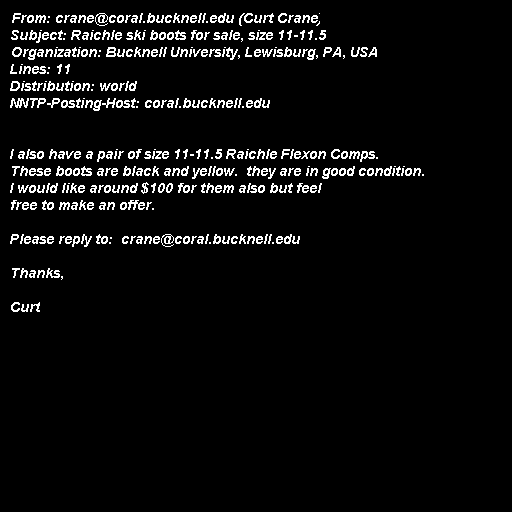 From: crane@coral.bucknell.edu (Curt Crane)
Subject: Raichle ski boots for sale, size 11-11.5
Organization: Bucknell University, Lewisburg, PA, USA
Lines: 11
Distribution: world
NNTP-Posting-Host: coral.bucknell.edu
I also have a pair of size 11-11.5 Raichle Flexon Comps.
These boots are black and yellow.  they are in good condition.
I would like around $100 for them also but feel
free to make an offer.
Please reply to:  crane@coral.bucknell.edu
Thanks,
Curt